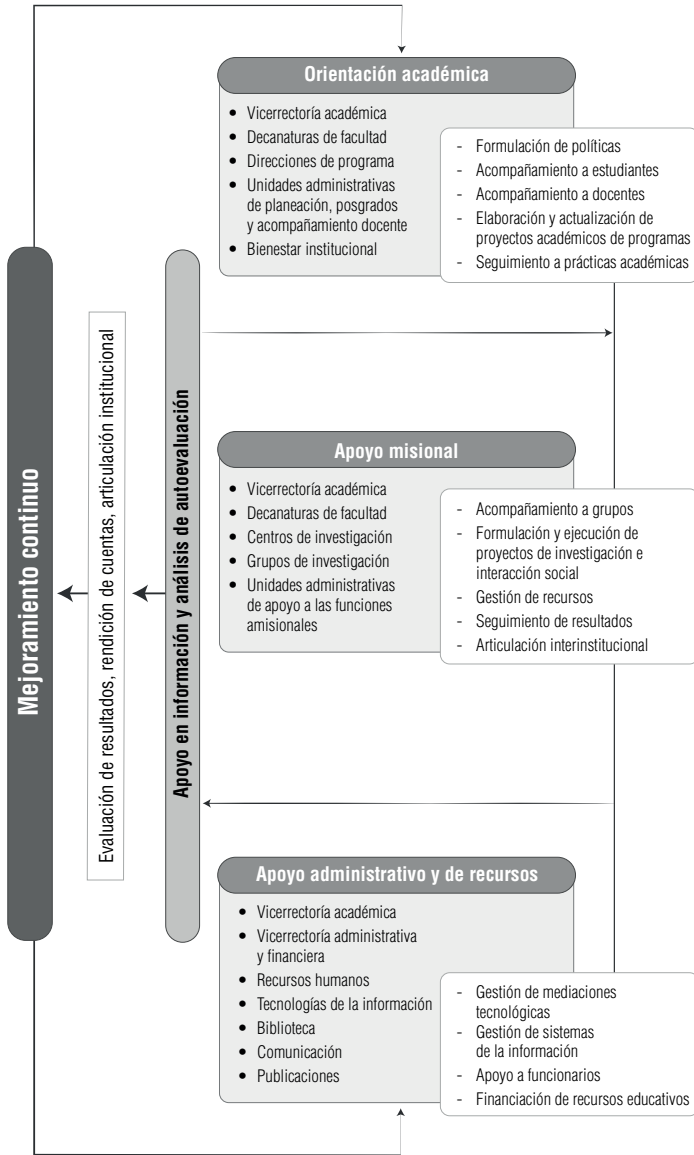 Orientación académica
• Vicerrectoría académica
• Decanaturas de facultad
• Direcciones de programa
• Unidades administrativas
de planeación, posgrados
y acompañamiento docente
• Bienestar institucional
- Formulación de políticas
- Acompañamiento a estudiantes
- Acompañamiento a docentes
- Elaboración y actualización de
proyectos académicos de programas
- Seguimiento a prácticas académicas
Mejoramiento continuo
Evaluación de resultados, rendición de cuentas, articulación institucional
Apoyo en información y análisis de autoevaluación
Apoyo misional
• Vicerrectoría académica
• Decanaturas de facultad
• Centros de investigación
• Grupos de investigación
• Unidades administrativas
de apoyo a las funciones
amisionales
- Acompañamiento a grupos
- Formulación y ejecución de
proyectos de investigación e
interacción social
- Gestión de recursos
- Seguimiento de resultados
- Articulación interinstitucional
Apoyo administrativo y de recursos
• Vicerrectoría académica
• Vicerrectoría administrativa
y financiera
• Recursos humanos
• Tecnologías de la información
• Biblioteca
• Comunicación
• Publicaciones
- Gestión de mediaciones
tecnológicas
- Gestión de sistemas
de la información
- Apoyo a funcionarios
- Financiación de recursos educativos